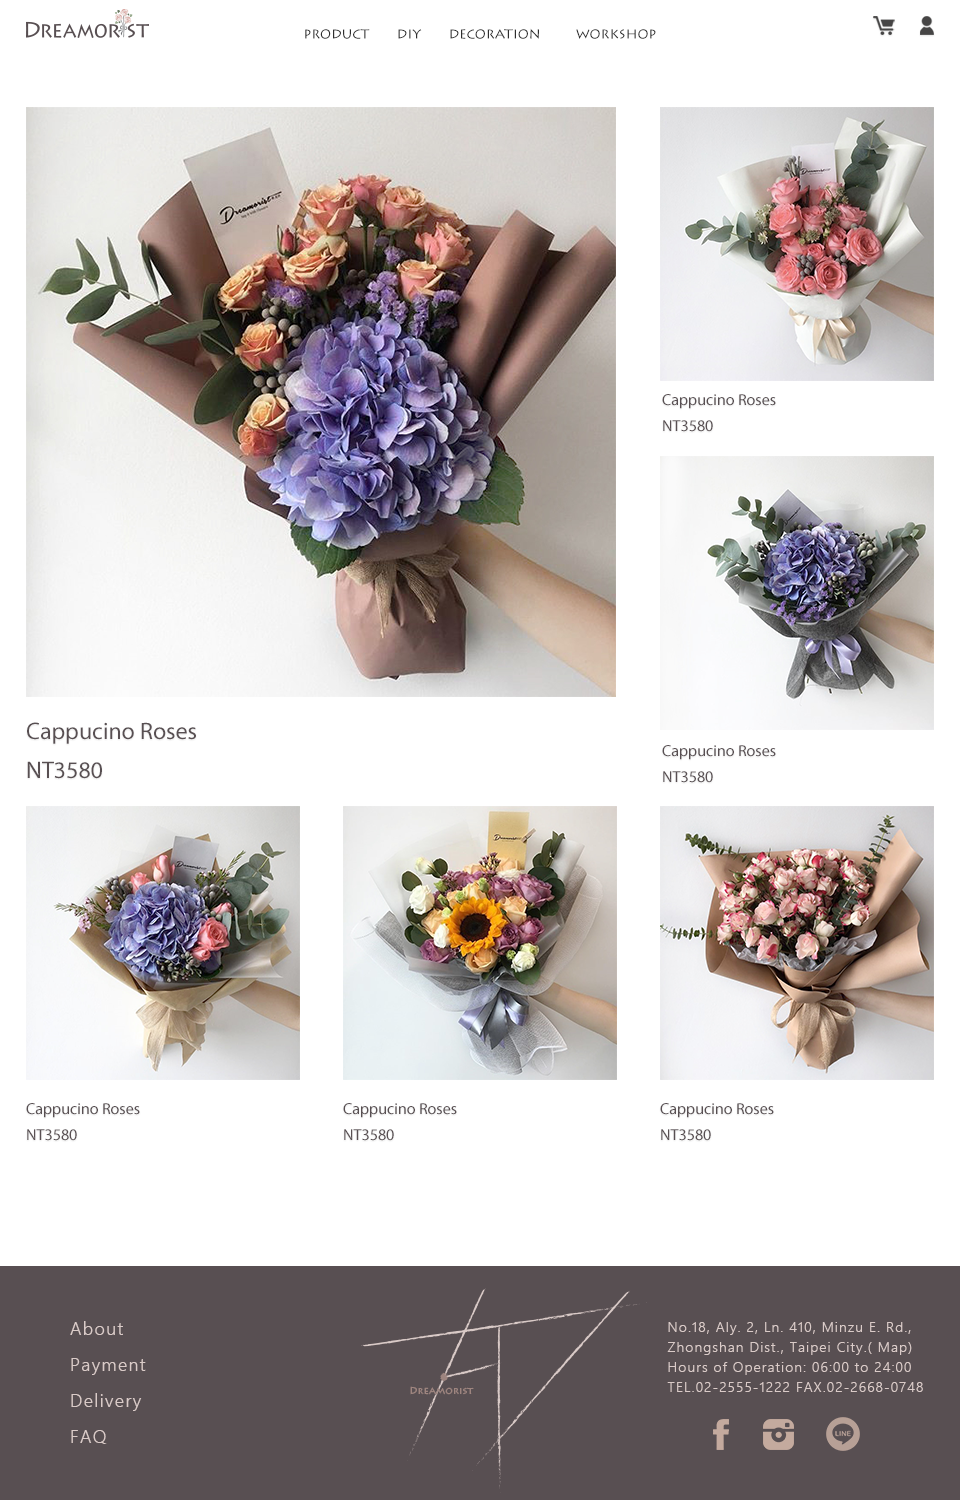 DREAMORIST
PRODUCT DIY DECORATION WORKSHOP
Dreamorist
Dreamorist
Cappucino Roses
NT3580
Cappucino Roses
NT3580
Cappucino Roses
NT3580
Dreamorist
Dreamorist
Cappucino Roses
NT3580
Cappucino Roses
NT3580
Cappucino Roses
NT3580
About
Payment
Delivery
FAQ
DREAMORIST
No.18, Aly. 2, Ln. 410, Minzu E. Rd.,
Zhongshan Dist., Taipei City.( Map)
Hours of Operation: 06:00 to 24:00
TEL.02-2555-1222 FAX.02-2668-0748
LINE